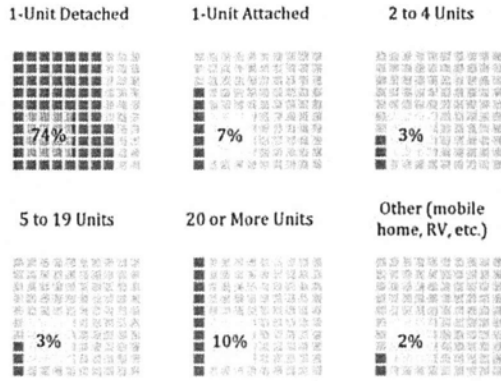 1-Unit Detached
1-Unit Attached
2 to 4 Units
74%
7%
3%
5 to 19 Units
20 or More Units
Other (mobile
home, RV, etc.)
3%
10%
2%